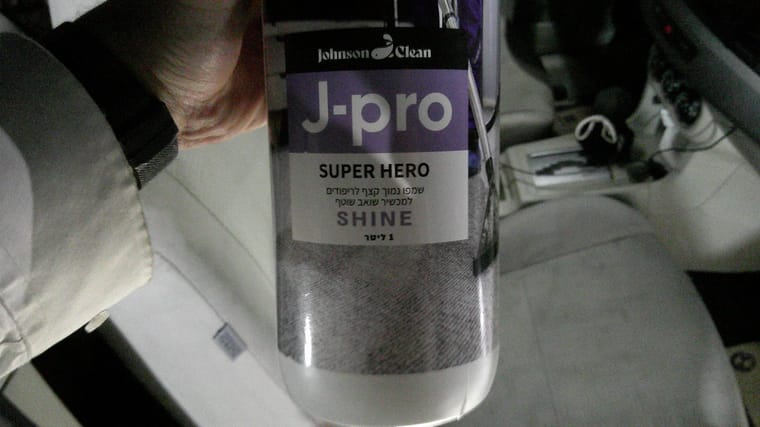 Johnson Clean
J-pro
SUPER HERO
שמפו נמוך קצף לריפודים
למכשיר שואב שוטף
SHINE
1 ליטר